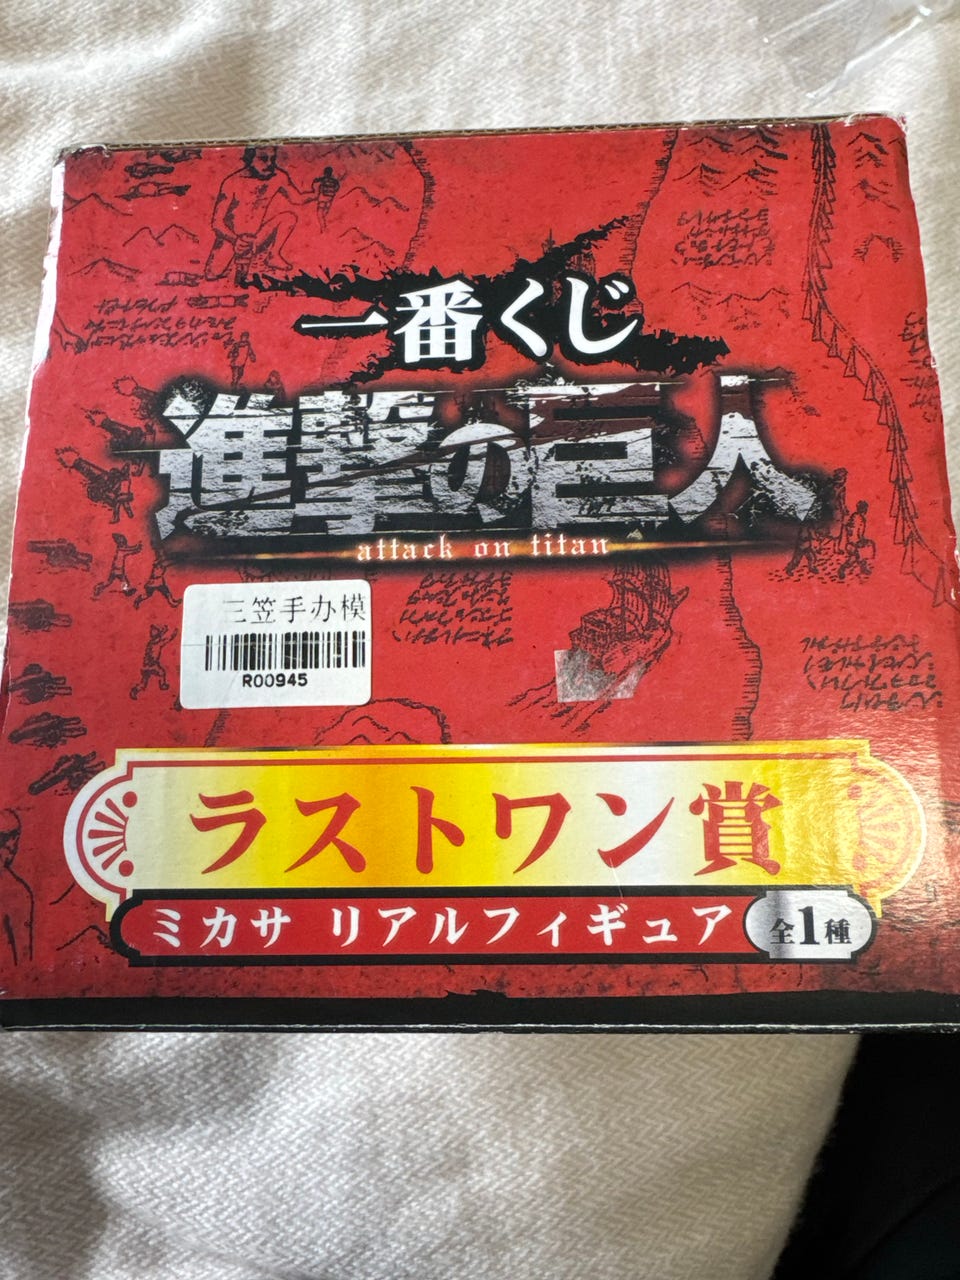 一番くじ
進撃の巨人
attack on titan
三笠手办模
R00945
ラストワン賞
ミカサ リアルフィギュア
全1種